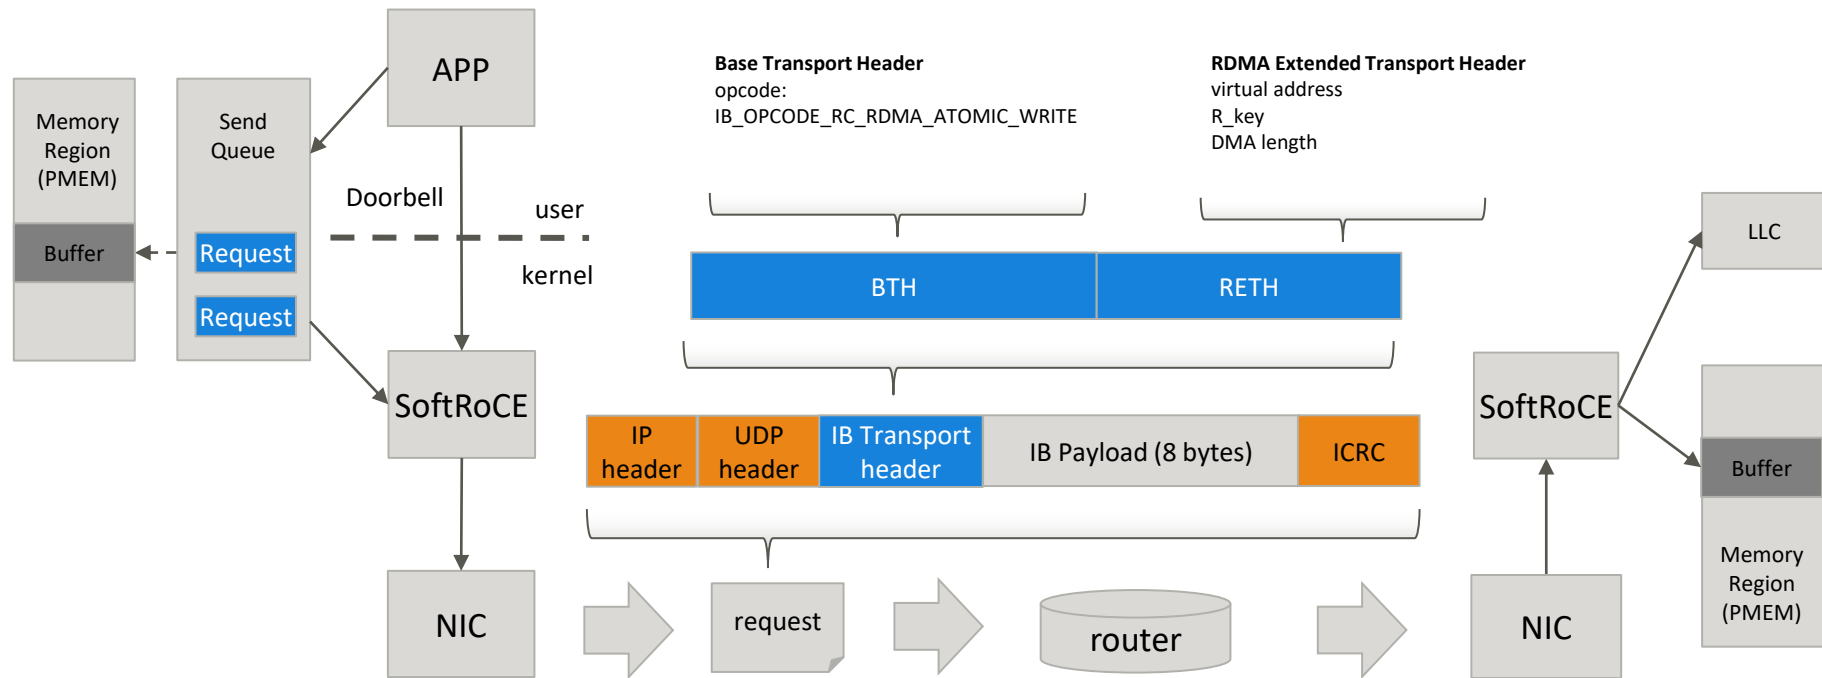 APP
Memory
Region
(PMEM)
Buffer
Send
Queue
Request
Request
Doorbell
user
kernel
SoftRoCE
NIC
Base Transport Header
opcode:
IB_OPCODE_RC_RDMA_ATOMIC_WRITE
RDMA Extended Transport Header
virtual address
R_key
DMA length
BTH
RETH
IP
header
UDP
header
IB Transport
header
IB Payload (8 bytes)
ICRC
request
router
LLC
SoftRoCE
Buffer
Memory
Region
(PMEM)
NIC